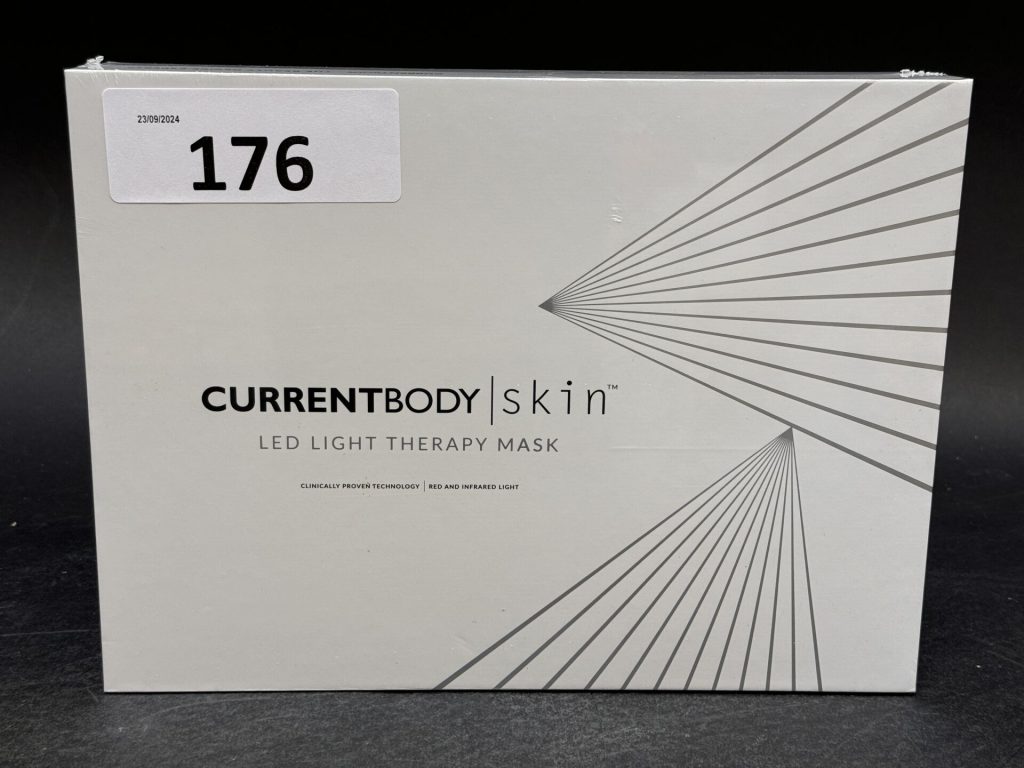 23/09/2024
176
CURRENTBODY | skin™
LED LIGHT THERAPY MASK
CLINICALLY PROVEN TECHNOLOGY | RED AND INFRARED LIGHT